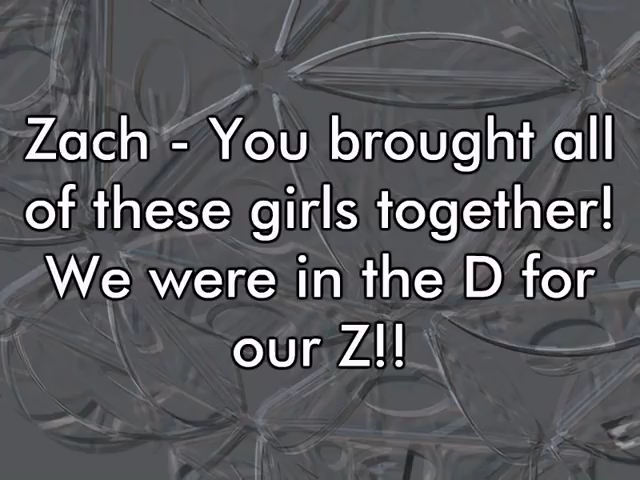 Zach - You brought all
of these girls together!
We were in the D for
our Z!!